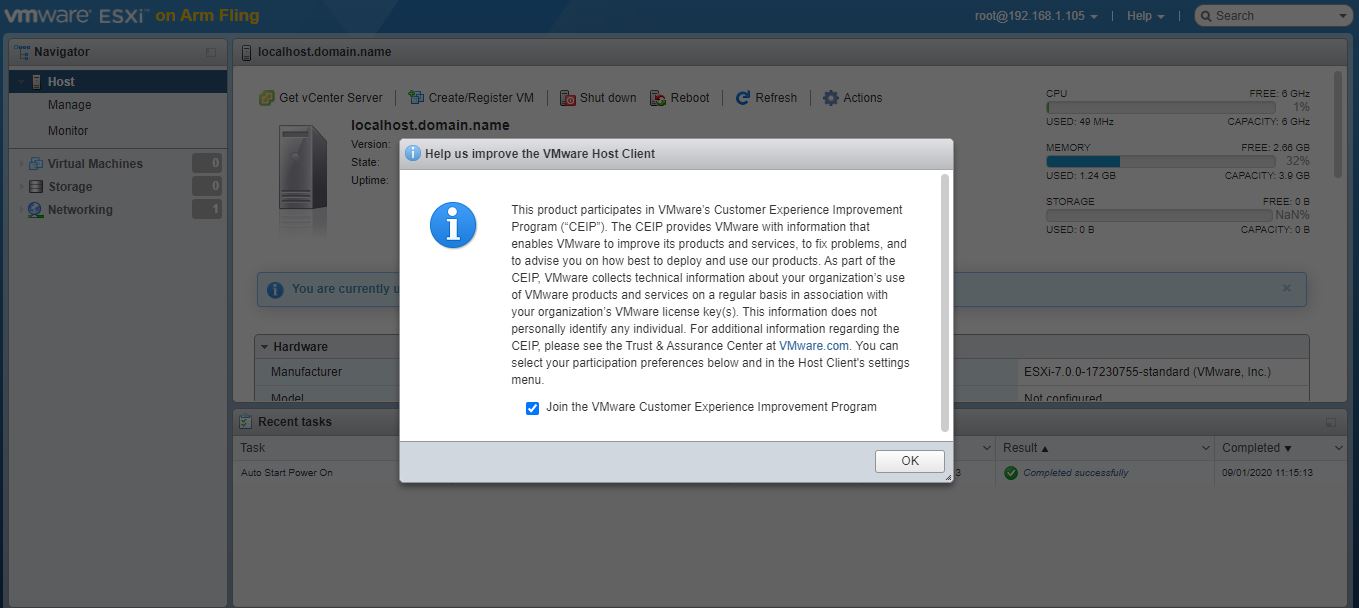 vmware ESXi™ on Arm Fling
root@192.168.1.105
Help
Search
Navigator
Host
Manage
Monitor
Virtual Machines 0
Storage 0
Networking 1
localhost.domain.name
Get vCenter Server
Create/Register VM
Shut down
Reboot
Refresh
Actions
localhost.domain.name
Version:
State:
Uptime:
CPU FREE: 6 GHz
1%
USED: 49 MHz CAPACITY: 6 GHz
MEMORY FREE: 2.66 GB
32%
USED: 1.24 GB CAPACITY: 3.9 GB
STORAGE FREE: 0 B
NaN%
USED: 0 B CAPACITY: 0 B
You are currently u
Hardware
Manufacturer
Model
ESXi-7.0.0-17230755-standard (VMware, Inc.)
Not configured
Help us improve the VMware Host Client
This product participates in VMware’s Customer Experience Improvement
Program (“CEIP”). The CEIP provides VMware with information that
enables VMware to improve its products and services, to fix problems, and
to advise you on how best to deploy and use our products. As part of the
CEIP, VMware collects technical information about your organization’s use
of VMware products and services on a regular basis in association with
your organization’s VMware license key(s). This information does not
personally identify any individual. For additional information regarding the
CEIP, please see the Trust & Assurance Center at VMware.com. You can
select your participation preferences below and in the Host Client's settings
menu.
Join the VMware Customer Experience Improvement Program
OK
Recent tasks
Task Result ▲ Completed ▼
Auto Start Power On 3 Completed successfully 09/01/2020 11:15:13